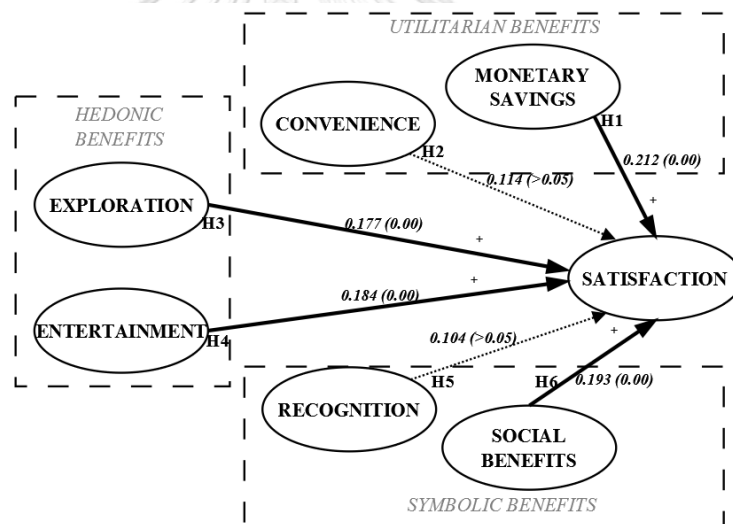 UTILITARIAN BENEFITS
MONETARY
SAVINGS
H1
0.212 (0.00)
+
CONVENIENCE
H2
0.114 (>0.05)
HEDONIC
BENEFITS
EXPLORATION
H3
0.177 (0.00)
+
ENTERTAINMENT
H4
0.184 (0.00)
+
SATISFACTION
RECOGNITION
H5
0.104 (>0.05)
+
SOCIAL
BENEFITS
H6
0.193 (0.00)
SYMBOLIC BENEFITS